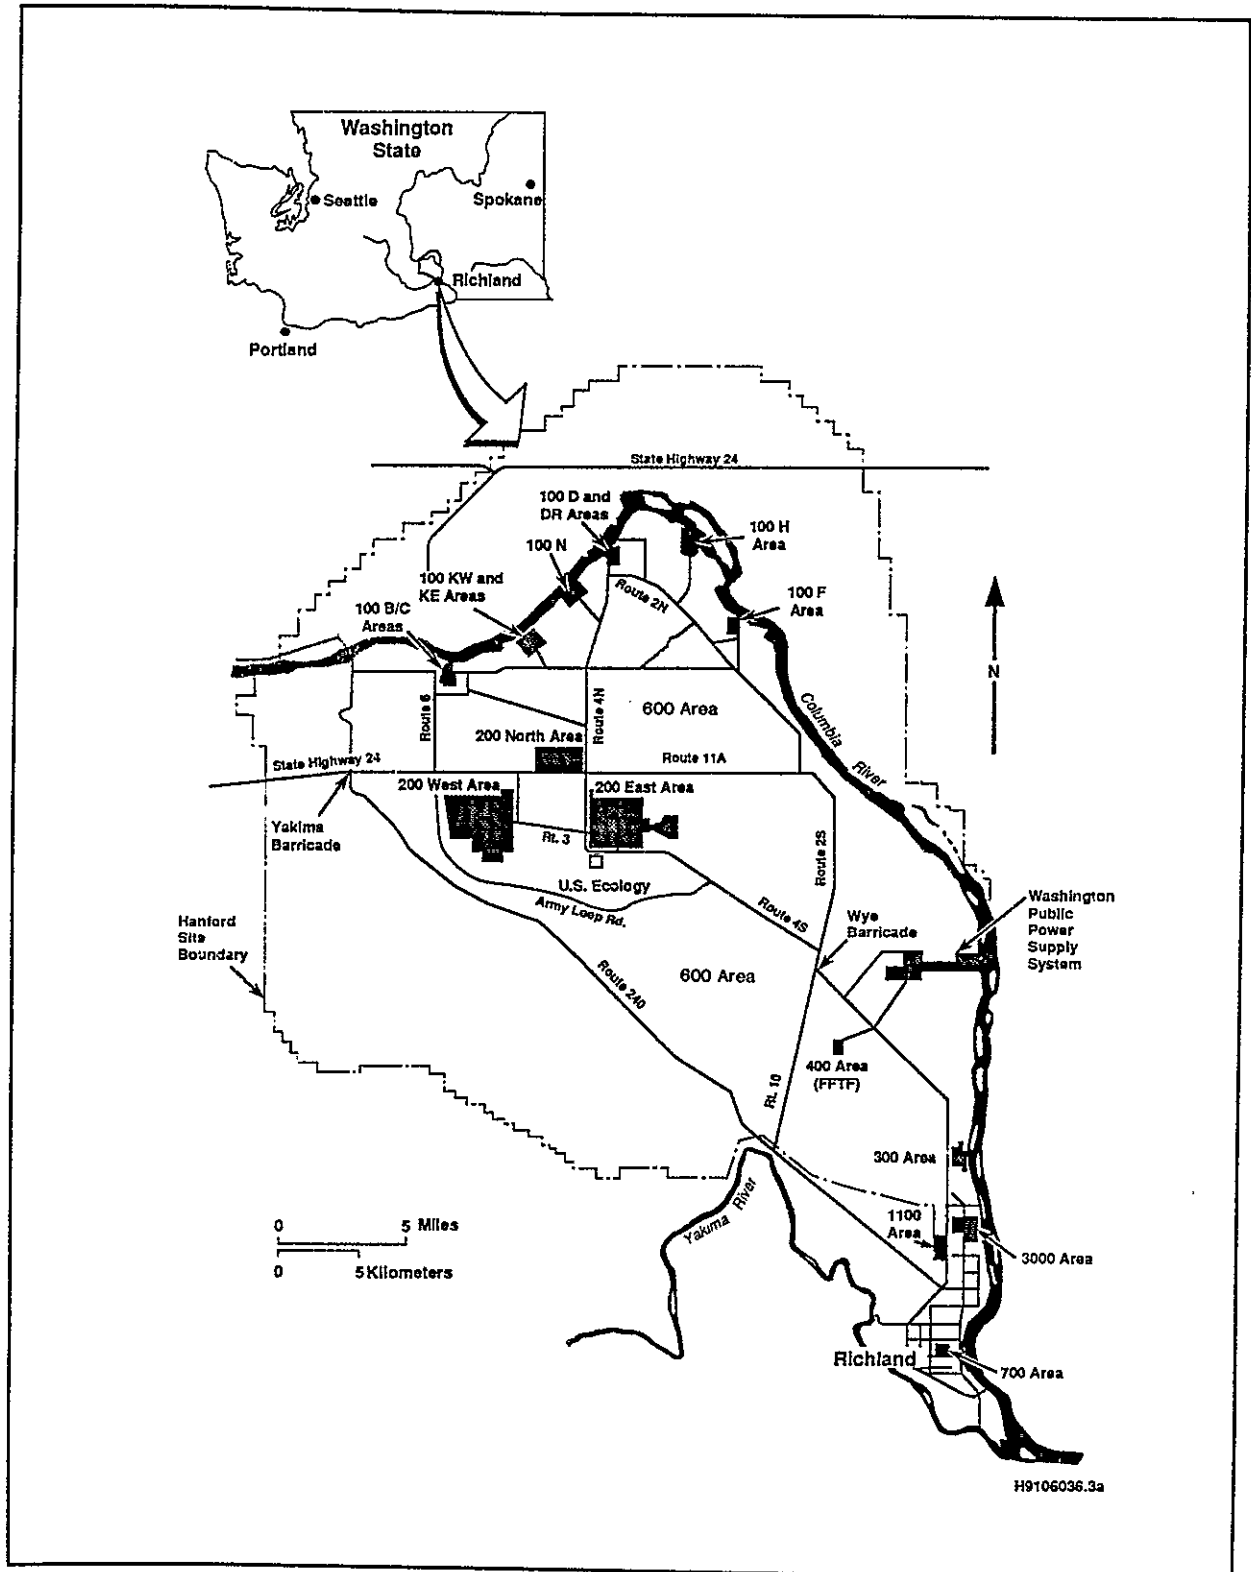 Washington
State
Seattle
Spokane
Richland
Portland
State Highway 24
100 D and
DR Areas
100 H
Area
100 N
100 KW and
KE Areas
Route 2N
100 F
Area
100 B/C
Areas
N
Route 6
Route 4N
600 Area
Columbia
River
200 North Area
Route 11A
State Highway 24
200 West Area
200 East Area
Yakima
Barricade
Rt. 3
Route 2S
U.S. Ecology
Army Loop Rd.
Route 4S
Wye
Barricade
Washington
Public
Power
Supply
System
Hanford
Site
Boundary
600 Area
Route 240
400 Area
(FFTF)
Rt. 10
300 Area
Yakima River
1100
Area
3000 Area
0 5 Miles
0 5 Kilometers
Richland
700 Area
H9106036.3a